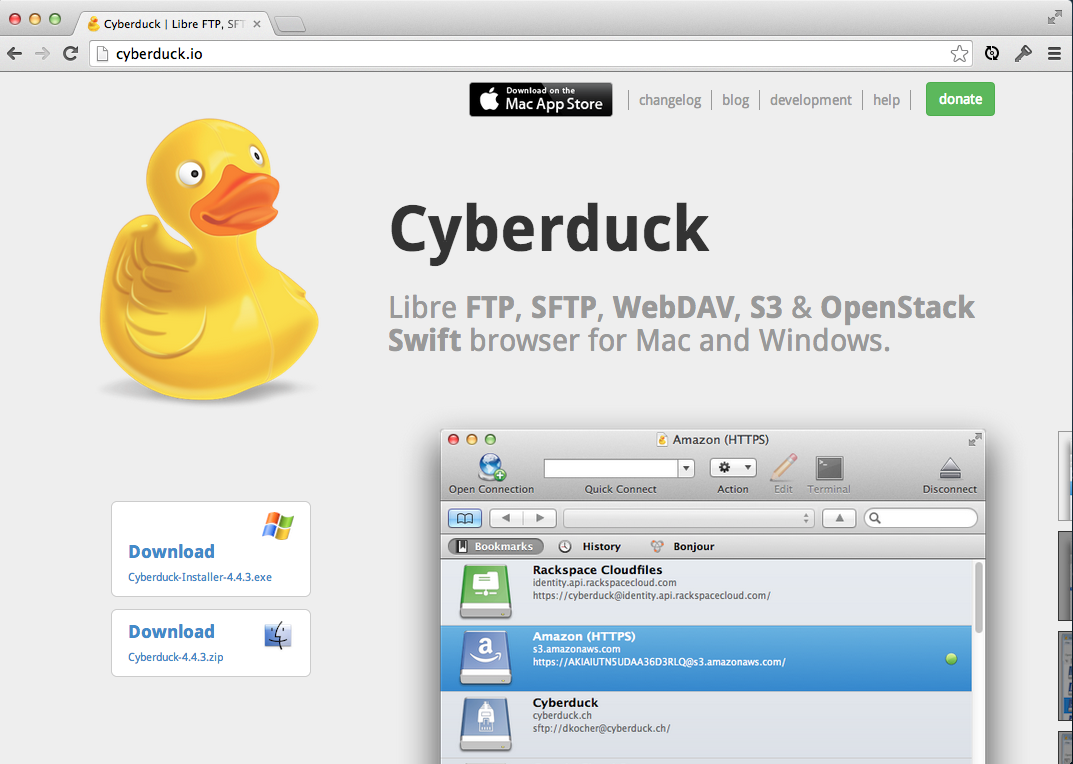 Cyberduck | Libre FTP, SFT
cyberduck.io
Download on the
Mac App Store
changelog
blog
development
help
donate
Cyberduck
Libre FTP, SFTP, WebDAV, S3 & OpenStack
Swift browser for Mac and Windows.
Amazon (HTTPS)
Open Connection
Quick Connect
Action
Edit
Terminal
Disconnect
Bookmarks
History
Bonjour
Rackspace Cloudfiles
identity.api.rackspacecloud.com
https://cyberduck@identity.api.rackspacecloud.com/
Amazon (HTTPS)
s3.amazonaws.com
https://AKIAIUTN5UDAA36D3RLQ@s3.amazonaws.com/
Cyberduck
cyberduck.ch
sftp://dkocher@cyberduck.ch/
Download
Cyberduck-Installer-4.4.3.exe
Download
Cyberduck-4.4.3.zip